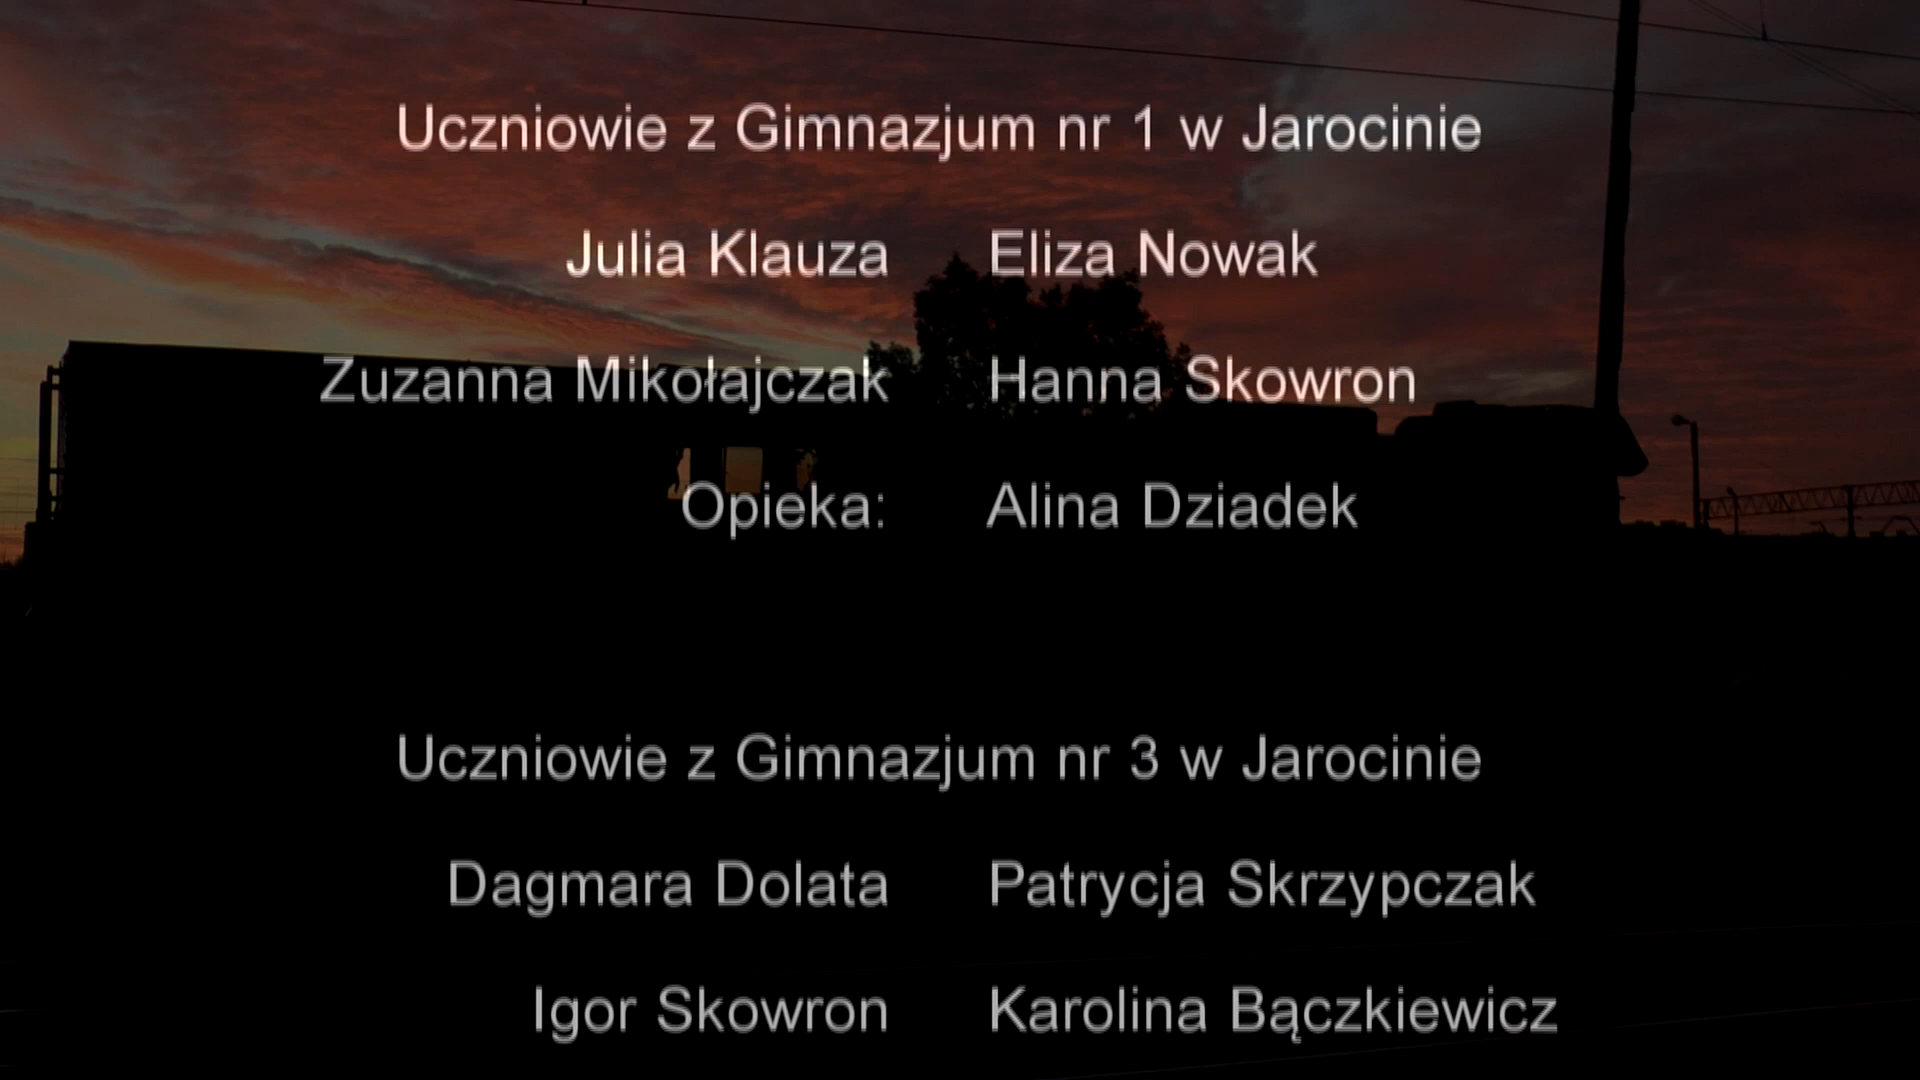 Uczniowie z Gimnazjum nr 1 w Jarocinie
Julia Klauza Eliza Nowak
Zuzanna Mikołajczak Hanna Skowron
Opieka: Alina Dziadek
Uczniowie z Gimnazjum nr 3 w Jarocinie
Dagmara Dolata Patrycja Skrzypczak
Igor Skowron Karolina Bączkiewicz